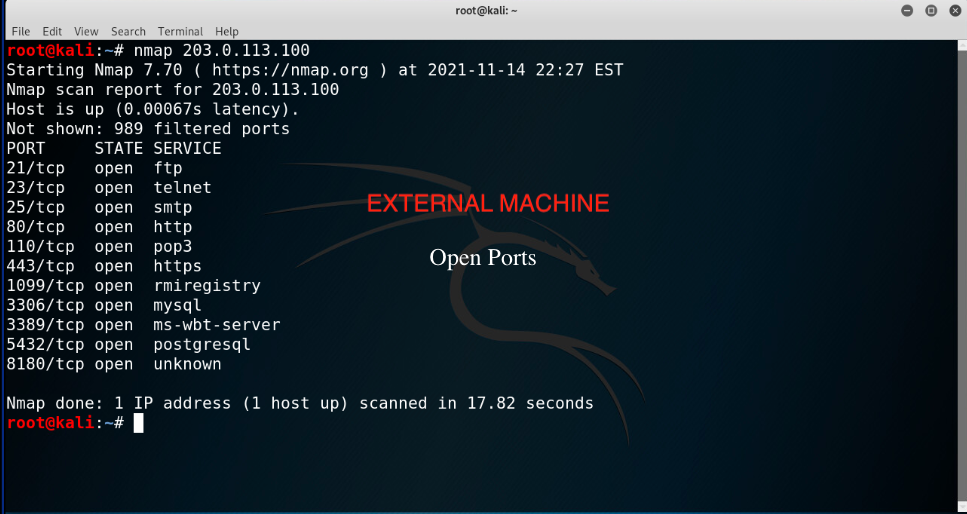 root@kali: ~
File Edit View Search Terminal Help
root@kali:~# nmap 203.0.113.100
Starting Nmap 7.70 ( https://nmap.org ) at 2021-11-14 22:27 EST
Nmap scan report for 203.0.113.100
Host is up (0.00067s latency).
Not shown: 989 filtered ports
PORT     STATE SERVICE
21/tcp   open  ftp
23/tcp   open  telnet
25/tcp   open  smtp
80/tcp   open  http
110/tcp  open  pop3
443/tcp  open  https
1099/tcp open  rmiregistry
3306/tcp open  mysql
3389/tcp open  ms-wbt-server
5432/tcp open  postgresql
8180/tcp open  unknown
EXTERNAL MACHINE
Open Ports
Nmap done: 1 IP address (1 host up) scanned in 17.82 seconds
root@kali:~#